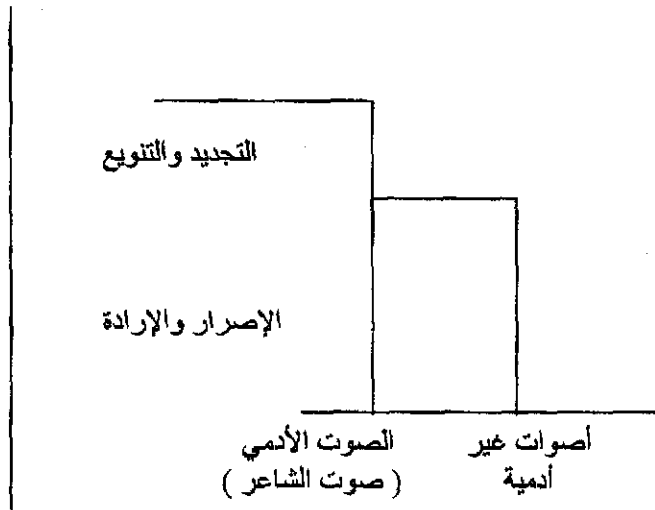 التجديد والتنويع
الإصرار والإرادة
الصوت الأدمي
( صوت الشاعر )
أصوات غير
أدمية